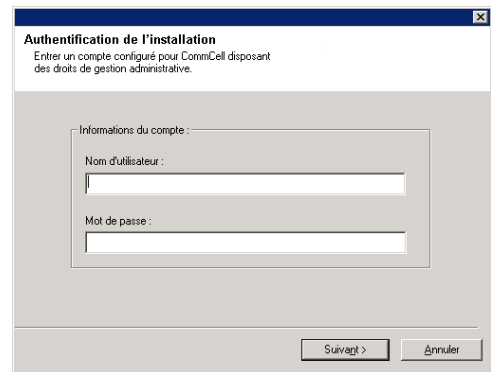 Authentification de l'installation
Entrer un compte configuré pour CommCell disposant
des droits de gestion administrative.
Informations du compte :
Nom d'utilisateur :
Mot de passe :
Suivant >
Annuler